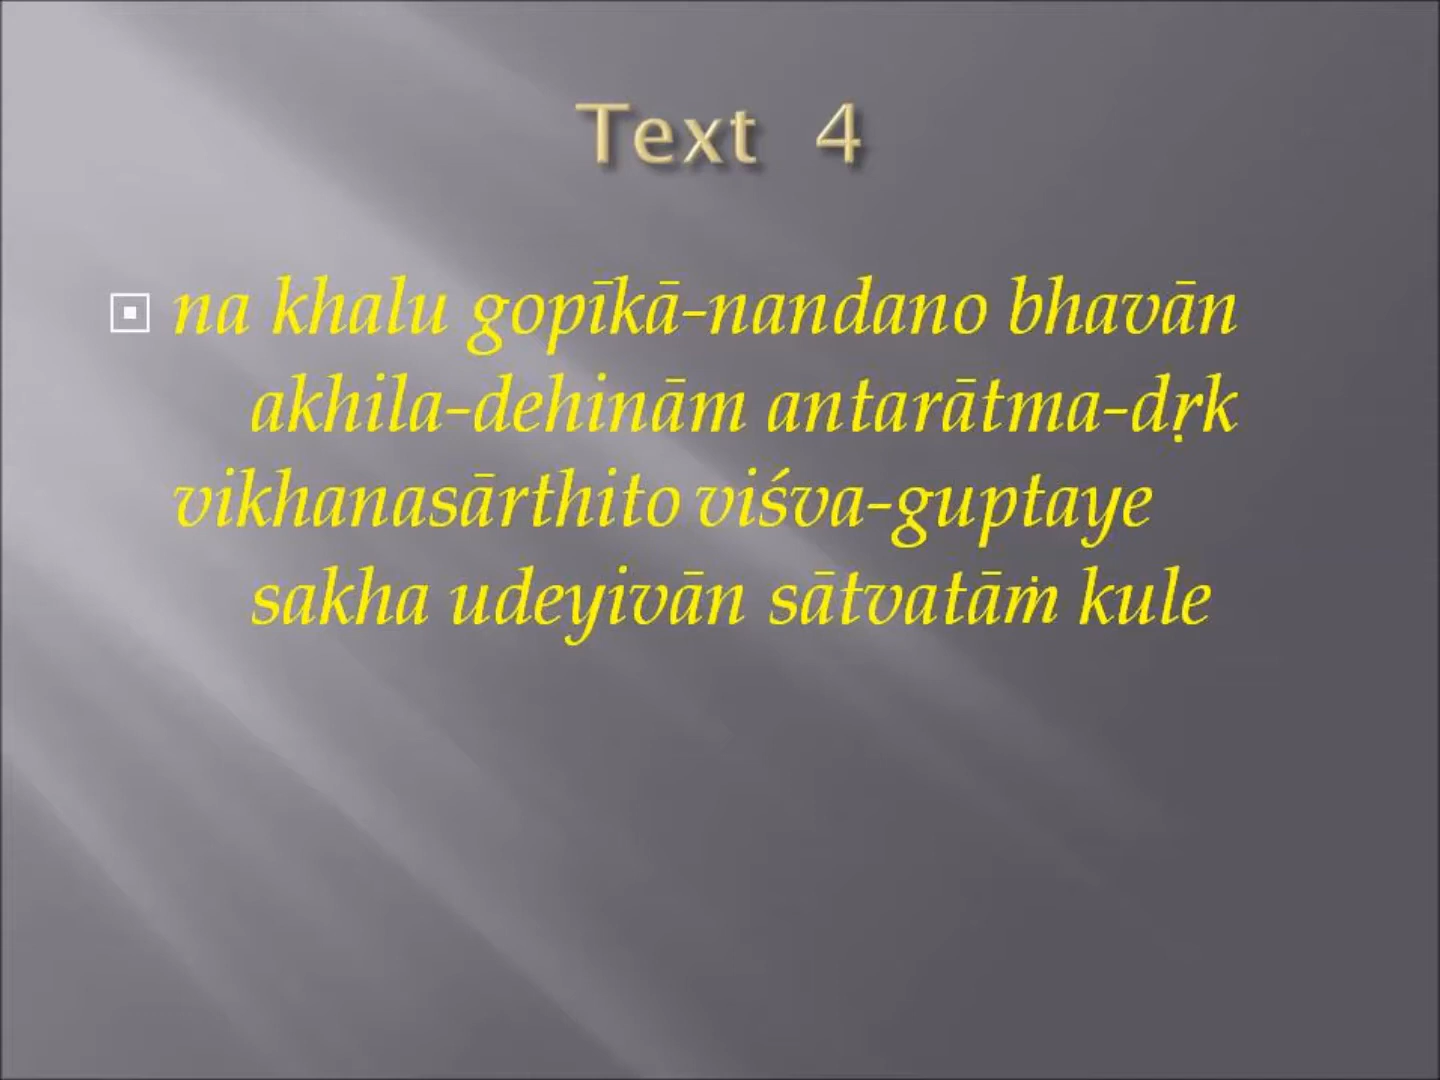 Text 4
na khalu gopīkā-nandano bhavān
akhila-dehinām antarātma-dṛk
vikhanasārthito viśva-guptaye
sakha udeyivān sātvatāṁ kule